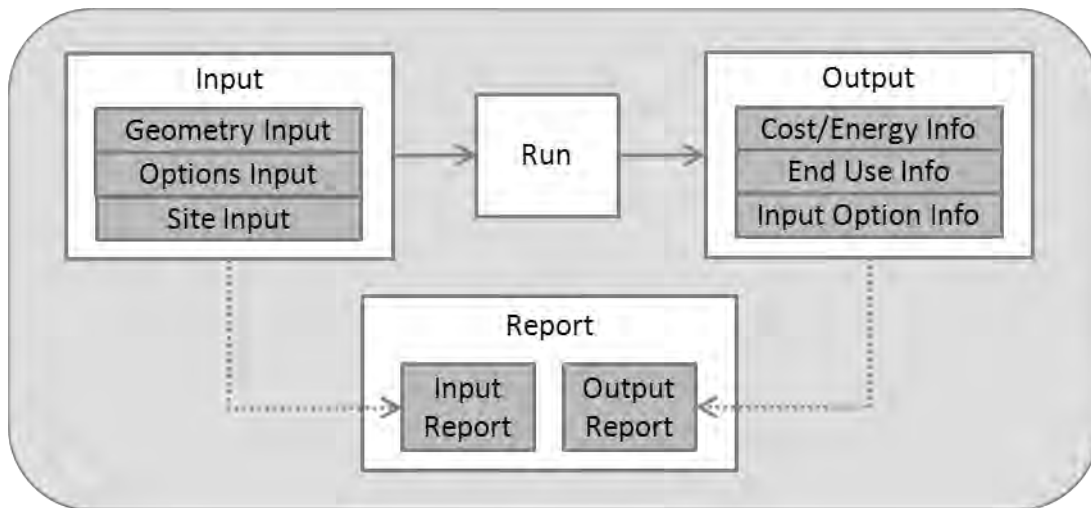 Input
Geometry Input
Options Input
Site Input
Run
Output
Cost/Energy Info
End Use Info
Input Option Info
Report
Input
Report
Output
Report